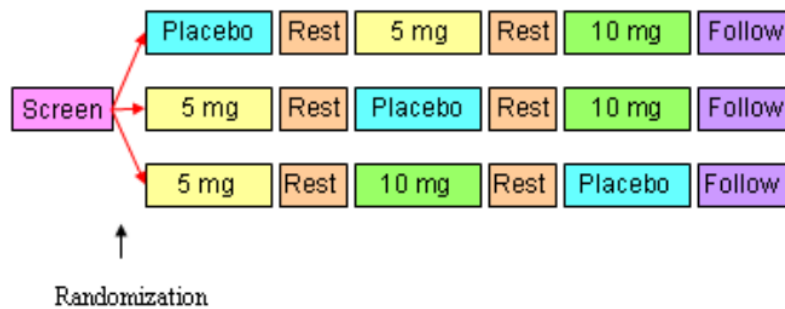 Placebo Rest 5 mg Rest 10 mg Follow
Screen 5 mg Rest Placebo Rest 10 mg Follow
5 mg Rest 10 mg Rest Placebo Follow
Randomization